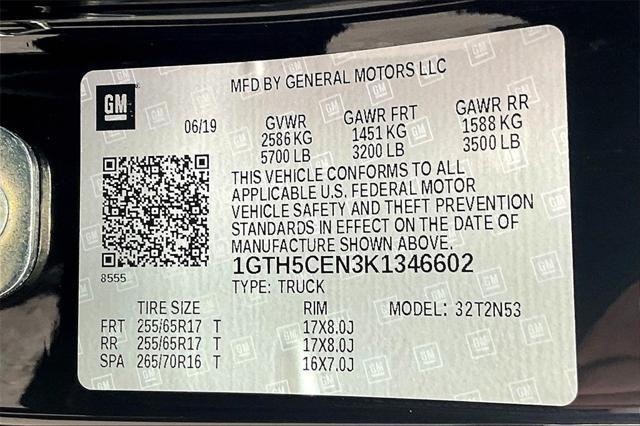 MFD BY GENERAL MOTORS LLC
GM
06/19
GVWR GAWR FRT GAWR RR
2586 KG 1451 KG 1588 KG
5700 LB 3200 LB 3500 LB
THIS VEHICLE CONFORMS TO ALL
APPLICABLE U.S. FEDERAL MOTOR
VEHICLE SAFETY AND THEFT PREVENTION
STANDARDS IN EFFECT ON THE DATE OF
MANUFACTURE SHOWN ABOVE.
8555
1GTH5CEN3K1346602
TYPE: TRUCK
TIRE SIZE RIM MODEL: 32T2N53
FRT 255/65R17 T 17X8.0J
RR 255/65R17 T 17X8.0J
SPA 265/70R16 T 16X7.0J